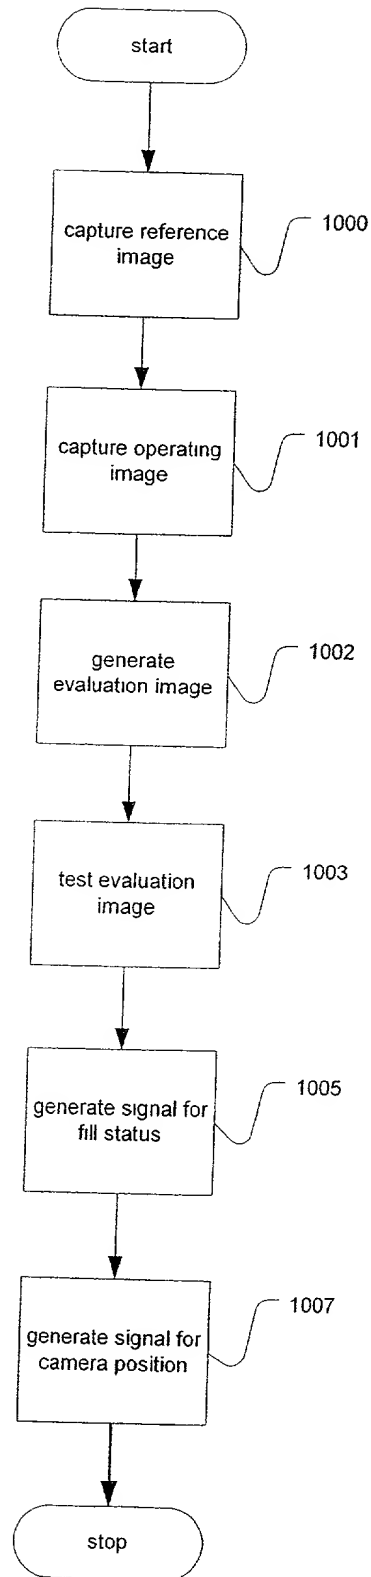 start
capture reference
image
1000
capture operating
image
1001
generate
evaluation image
1002
test evaluation
image
1003
generate signal for
fill status
1005
generate signal for
camera position
1007
stop